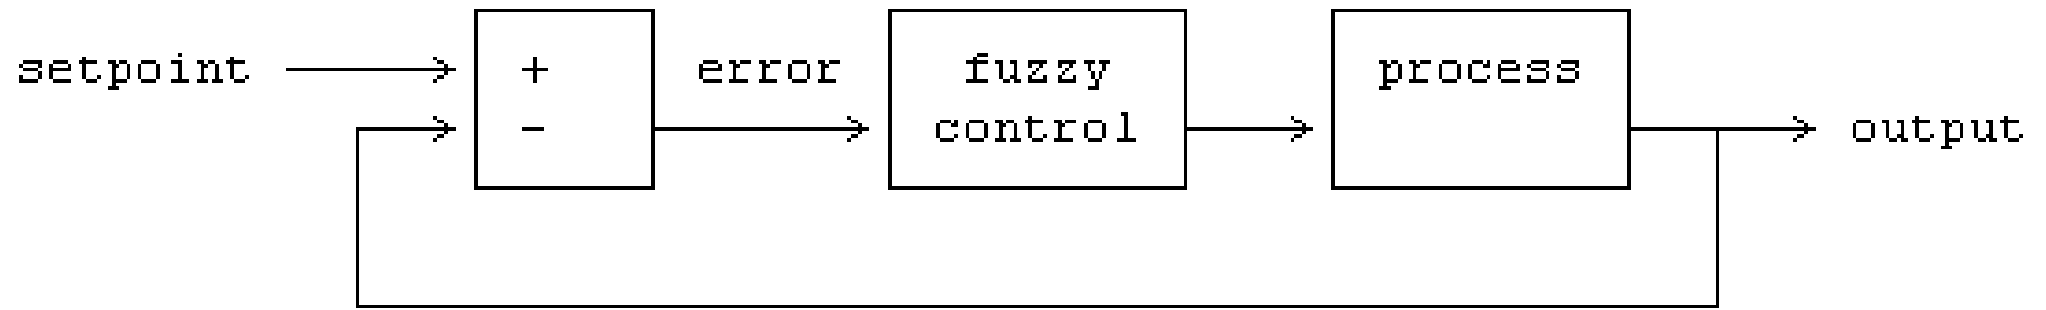 setpoint
+
-
error
fuzzy
control
process
output